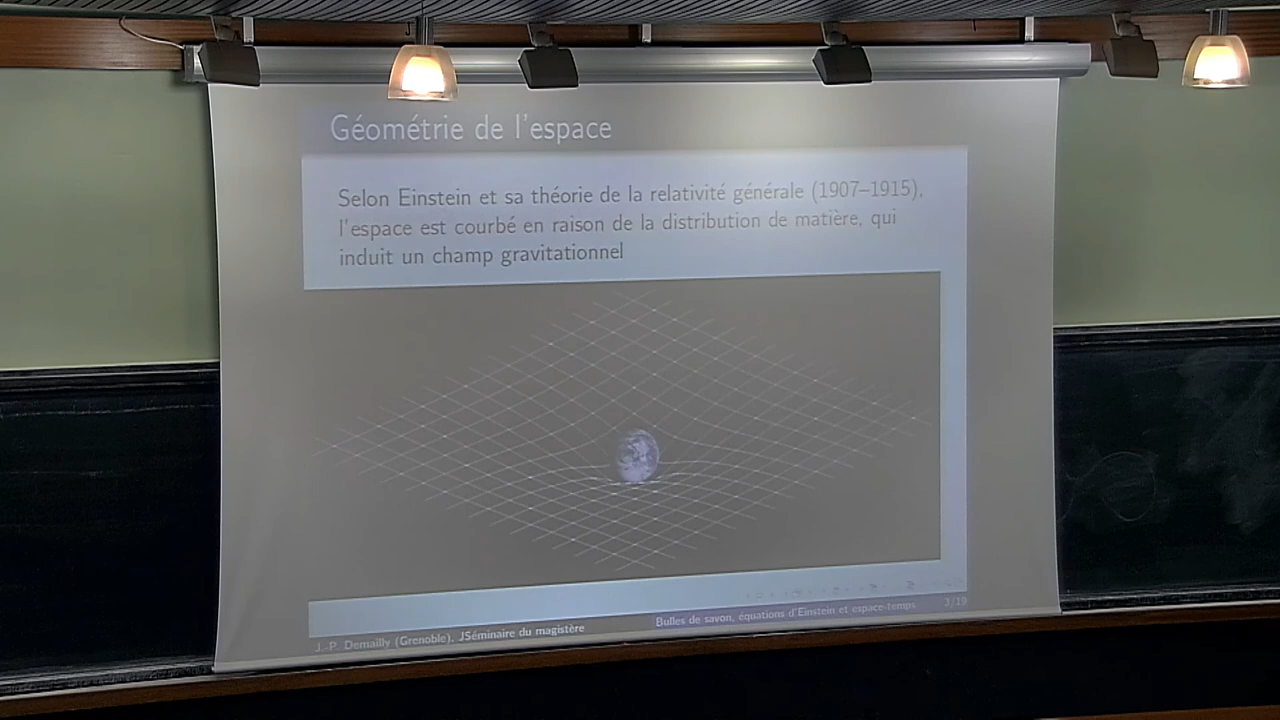 Géométrie de l'espace
Selon Einstein et sa théorie de la relativité générale (1907–1915),
l'espace est courbé en raison de la distribution de matière, qui
induit un champ gravitationnel
J.-P. Demailly (Grenoble), JSéminaire du magistère
Bulles de savon, équations d'Einstein et espace-temps
3/19